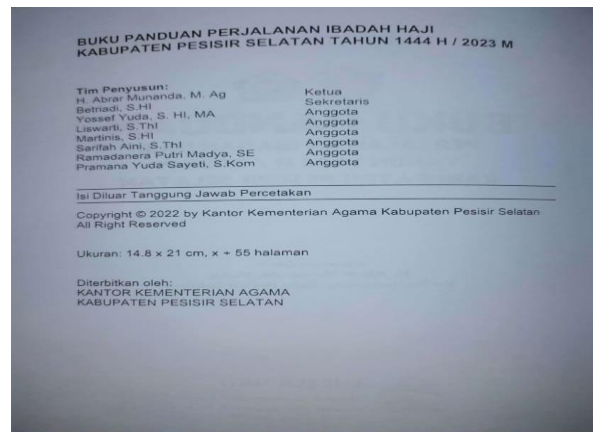 BUKU PANDUAN PERJALANAN IBADAH HAJI
KABUPATEN PESISIR SELATAN TAHUN 1444 H / 2023 M
Tim Penyusun:
H. Abrar Munanda, M. Ag Ketua
Betriadi, S.HI Sekretaris
Yossef Yuda, S. HI, MA Anggota
Liswarti, S.ThI Anggota
Martinis, S.HI Anggota
Sarifah Aini, S.ThI Anggota
Ramadanera Putri Madya, SE Anggota
Pramana Yuda Sayeti, S.Kom Anggota
Isi Diluar Tanggung Jawab Percetakan
Copyright © 2022 by Kantor Kementerian Agama Kabupaten Pesisir Selatan
All Right Reserved
Ukuran: 14.8 x 21 cm, x + 55 halaman
Diterbitkan oleh:
KANTOR KEMENTERIAN AGAMA
KABUPATEN PESISIR SELATAN